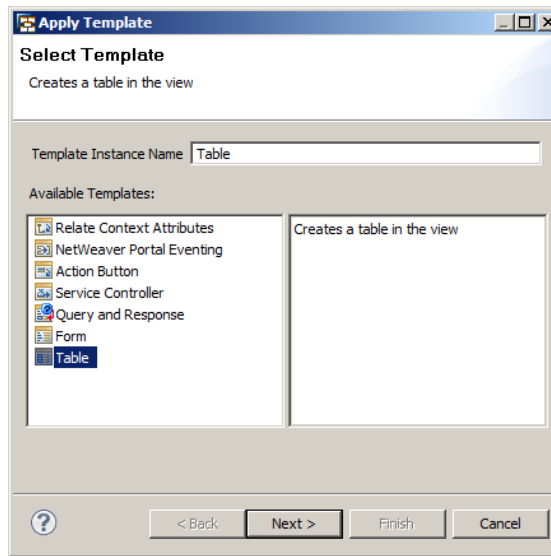 Apply Template
Select Template
Creates a table in the view
Template Instance Name Table
Available Templates:
Relate Context Attributes
NetWeaver Portal Eventing
Action Button
Service Controller
Query and Response
Form
Table
Creates a table in the view
< Back Next > Finish Cancel